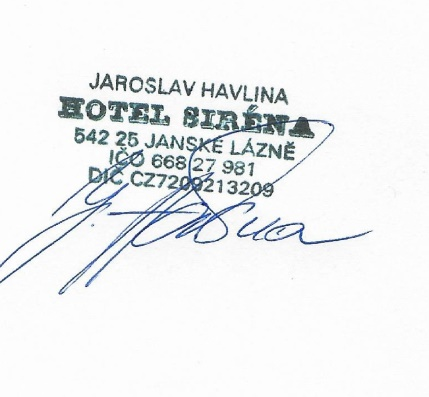 JAROSLAV HAVLINA
HOTEL SIRÉNA
542 25 JANSKÉ LÁZNĚ
IČO 668 27 981
DIČ CZ7209213209